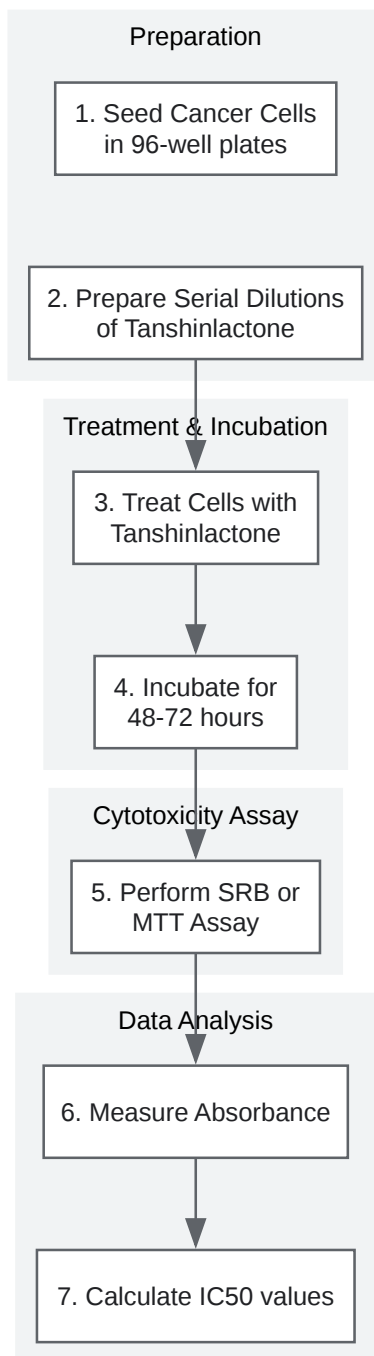 Preparation
1. Seed Cancer Cells
in 96-well plates
2. Prepare Serial Dilutions
of Tanshinlactone
Treatment & Incubation
3. Treat Cells with
Tanshinlactone
4. Incubate for
48-72 hours
Cytotoxicity Assay
5. Perform SRB or
MTT Assay
Data Analysis
6. Measure Absorbance
7. Calculate IC50 values